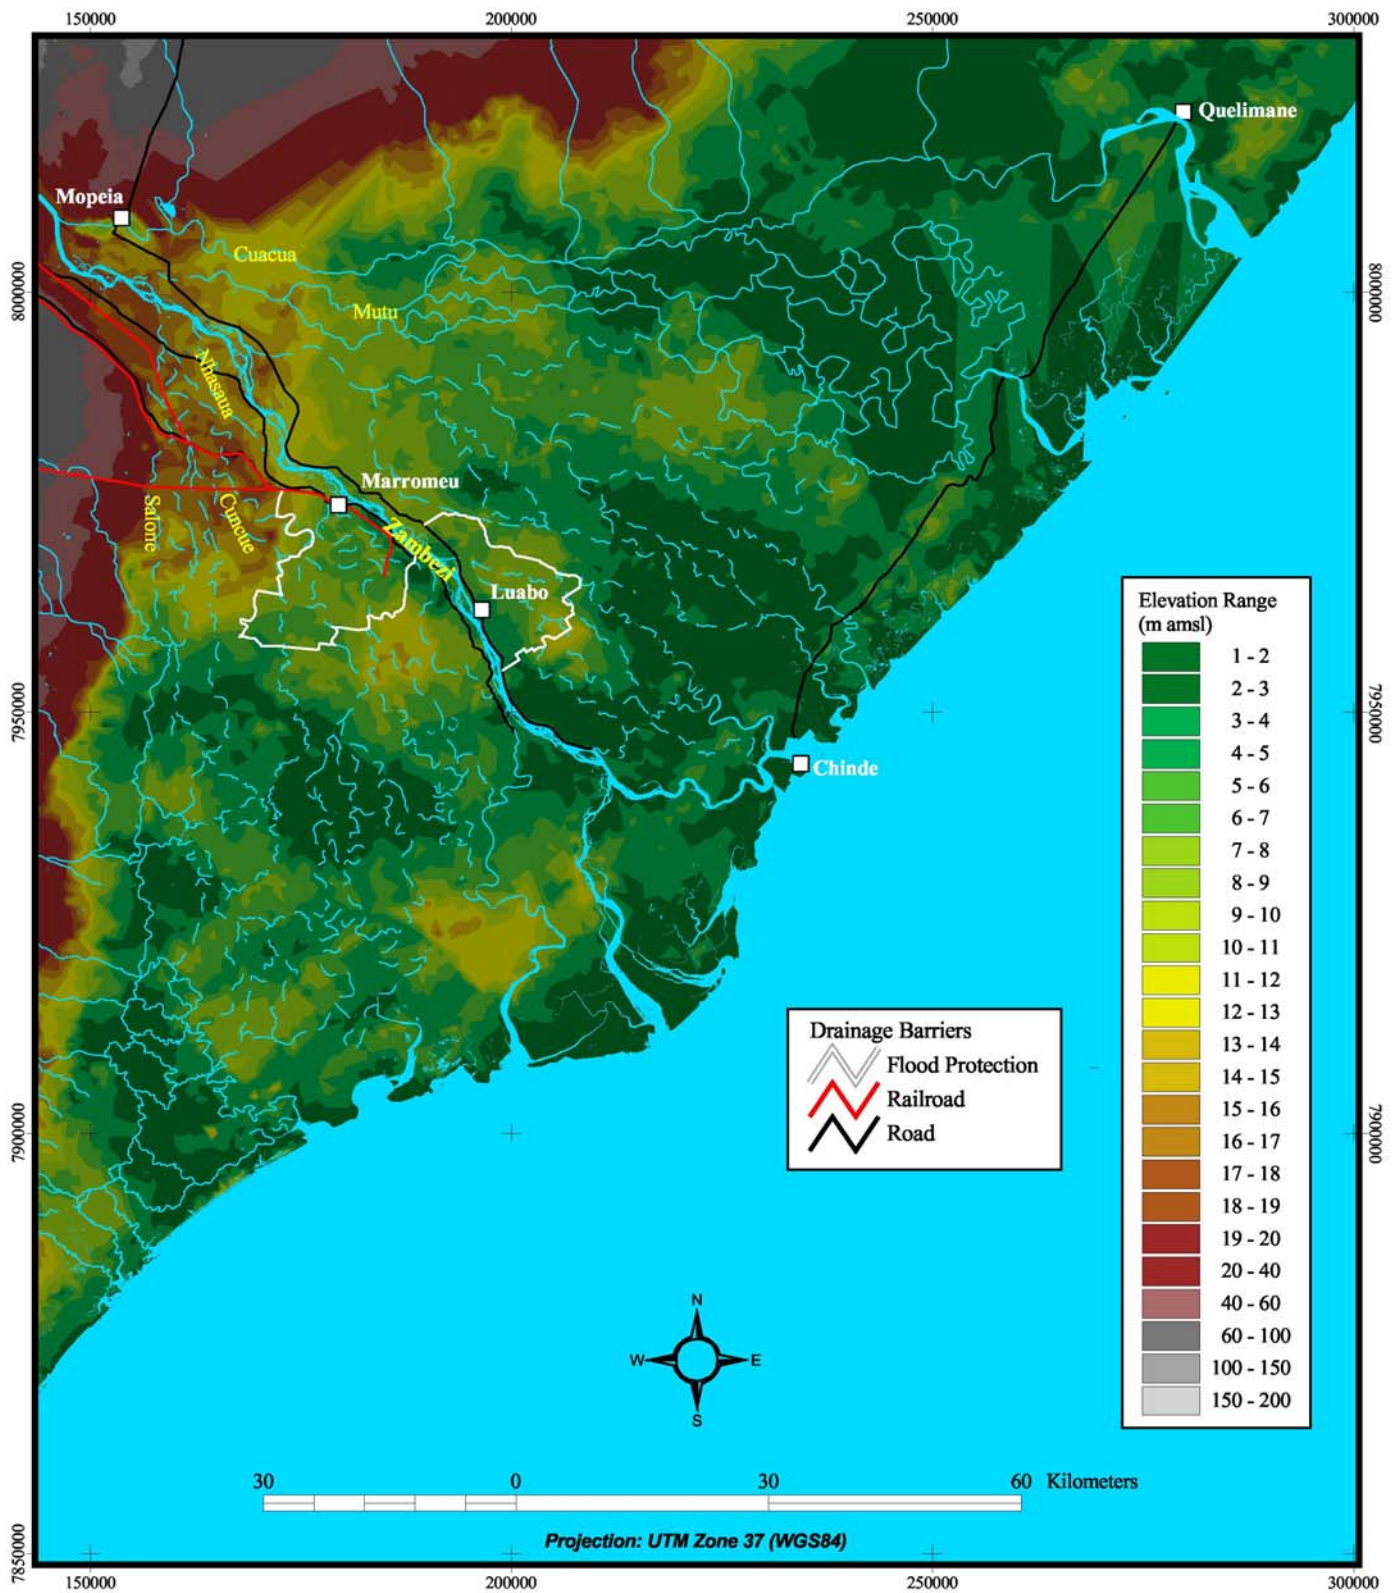 150000
200000
250000
300000
Quelimane
Mopeia
Cuacua
8000000
8000000
Mutu
Nhasaua
Marromeu
Salone
Cuncue
Zambezi
Luabo
7950000
7950000
Chinde
Elevation Range
(m amsl)
1 - 2
2 - 3
3 - 4
4 - 5
5 - 6
6 - 7
7 - 8
8 - 9
9 - 10
10 - 11
11 - 12
12 - 13
13 - 14
14 - 15
15 - 16
16 - 17
17 - 18
18 - 19
19 - 20
20 - 40
40 - 60
60 - 100
100 - 150
150 - 200
Drainage Barriers
Flood Protection
Railroad
Road
7900000
7900000
N
W E
S
30 0 30 60 Kilometers
Projection: UTM Zone 37 (WGS84)
7850000
150000
200000
250000
300000